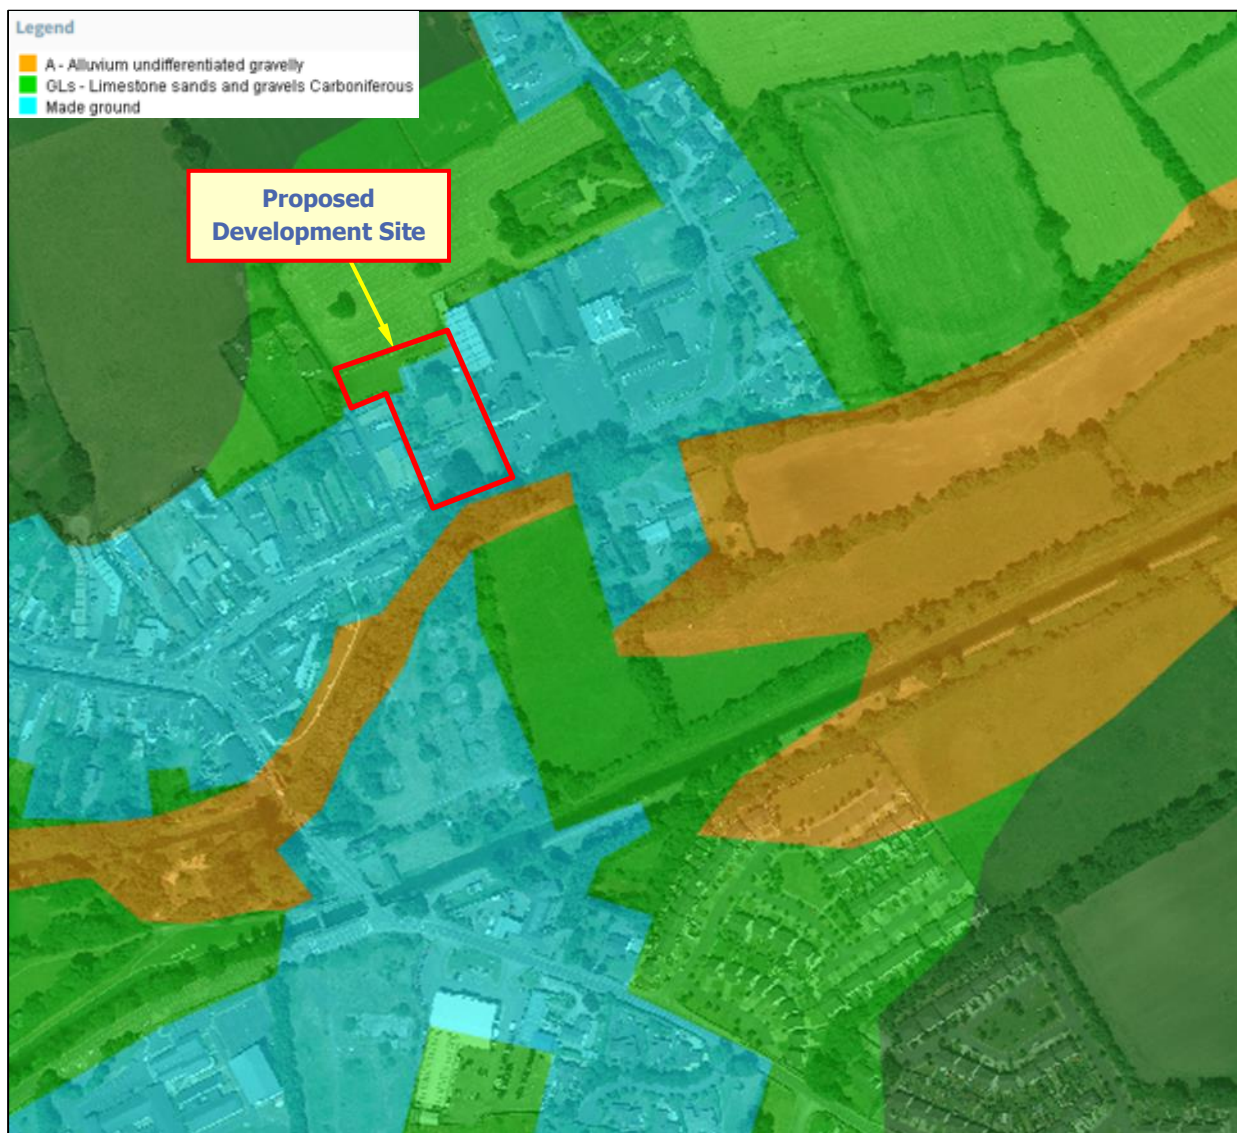 Legend
A - Alluvium undifferentiated gravelly
GLs - Limestone sands and gravels Carboniferous
Made ground
Proposed
Development Site